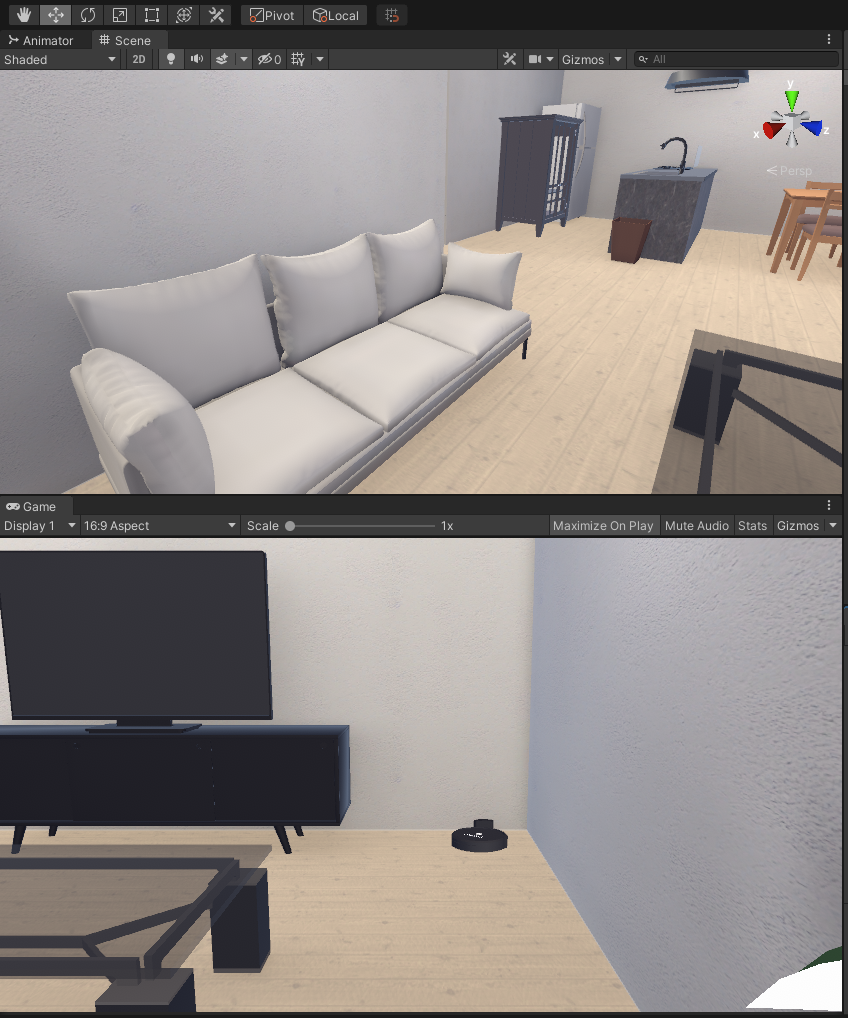 Pivot Local
Animator Scene
Shaded 2D 0 Gizmos All
y
x z
Persp
Game
Display 1 16:9 Aspect Scale 1x Maximize On Play Mute Audio Stats Gizmos